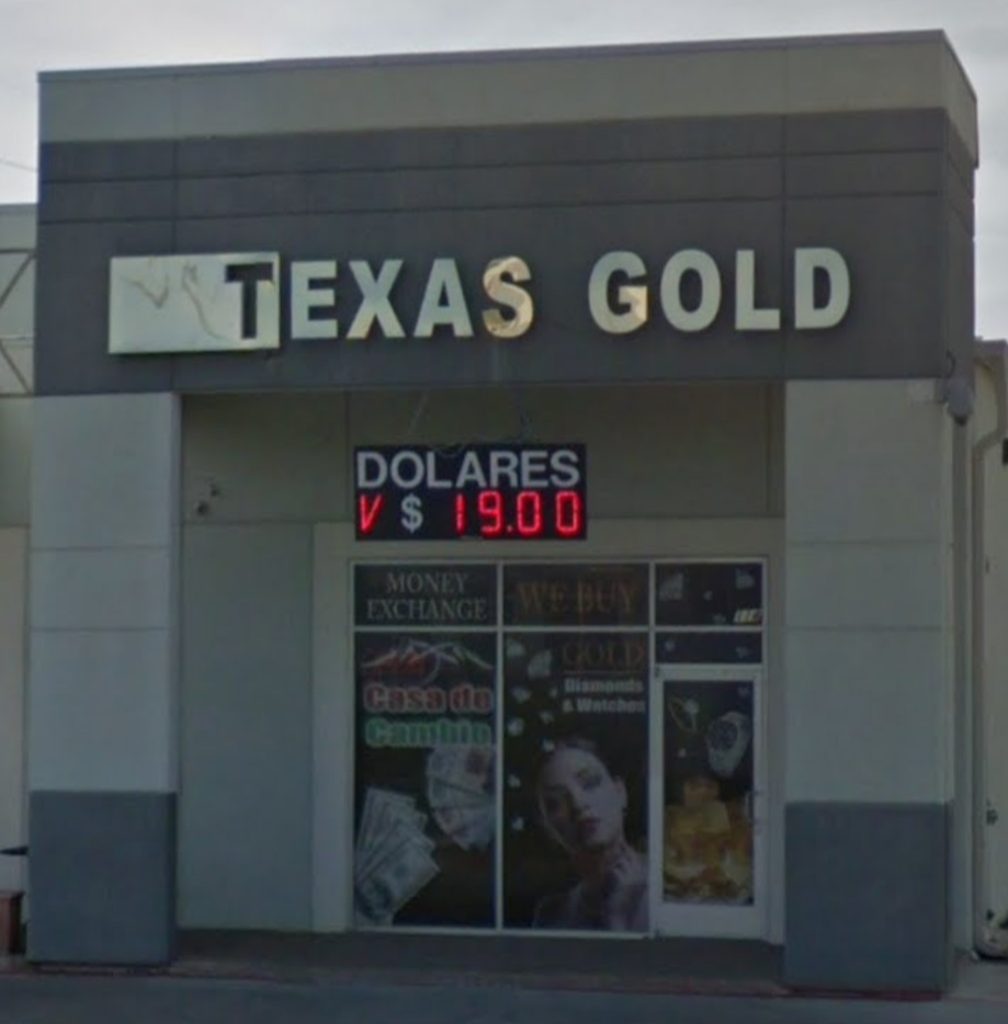 TEXAS GOLD
DOLARES
V $ 19.00
MONEY
EXCHANGE
WE BUY
GOLD
Diamonds
& Watches
Casa de
Cambio